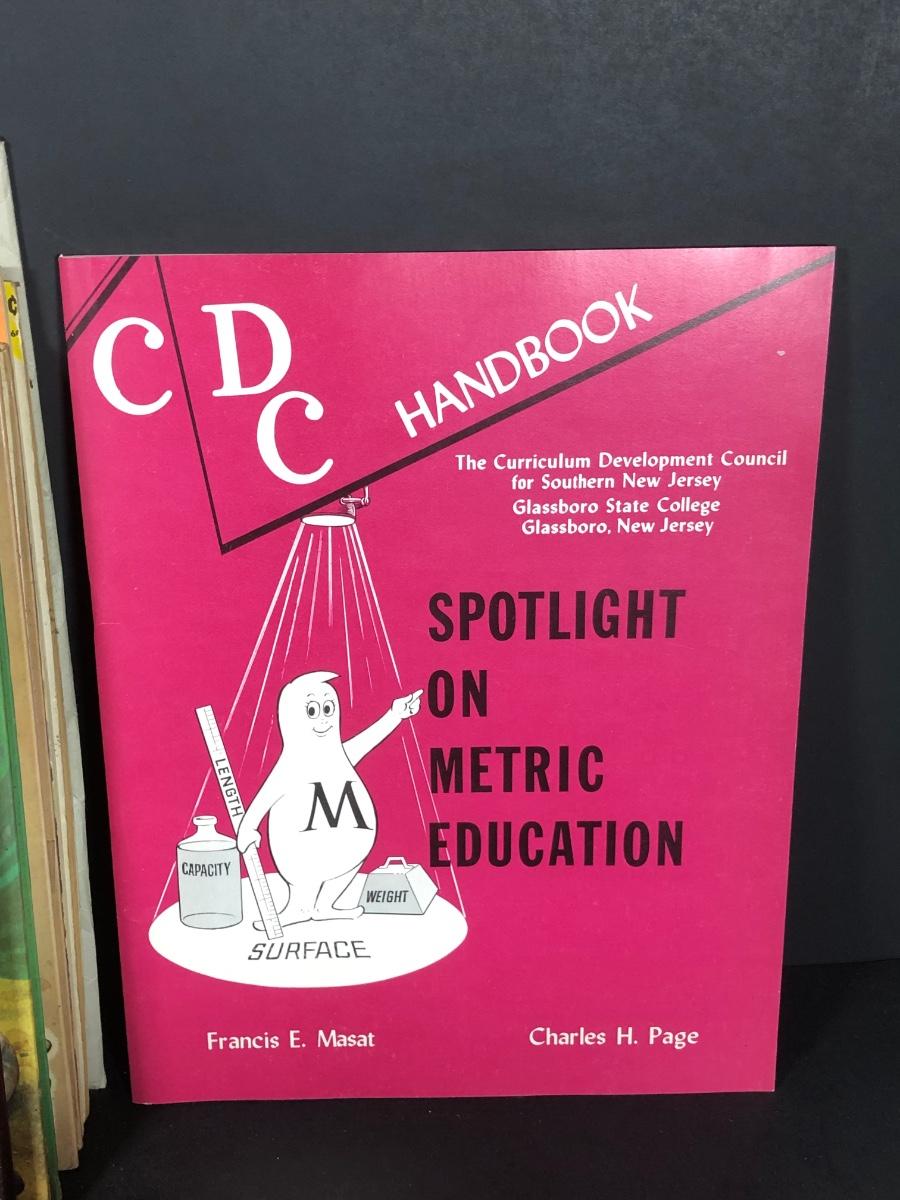 C D C
HANDBOOK
The Curriculum Development Council
for Southern New Jersey
Glassboro State College
Glassboro, New Jersey
SPOTLIGHT
ON
METRIC
EDUCATION
LENGTH
M
CAPACITY
WEIGHT
SURFACE
Francis E. Masat
Charles H. Page